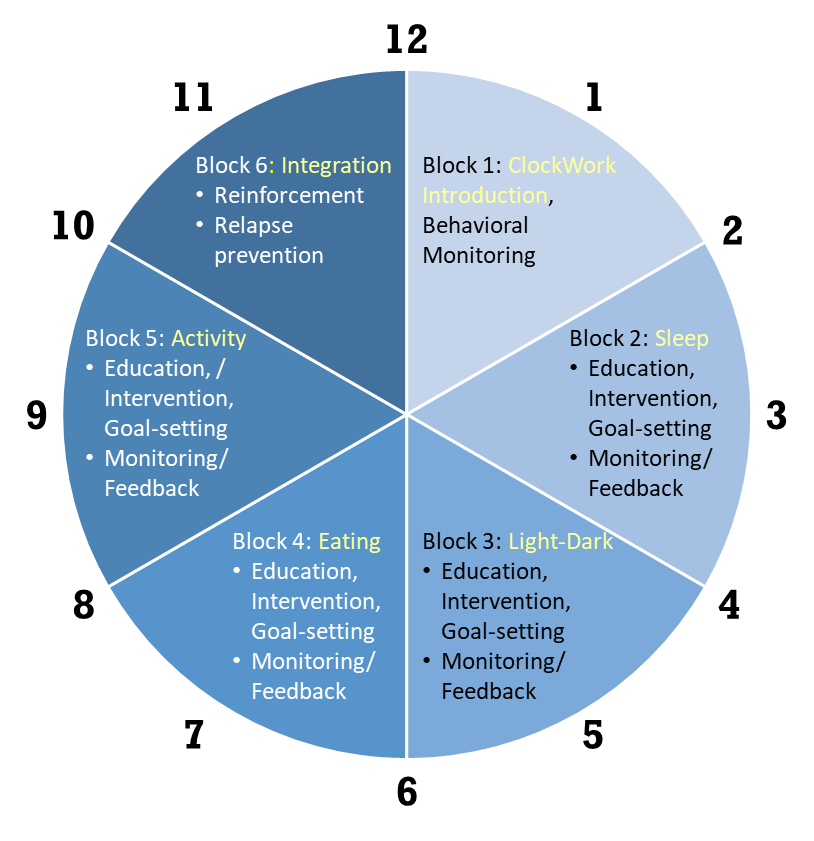 12
1
2
3
4
5
6
7
8
9
10
11
Block 1: ClockWork
Introduction,
Behavioral
Monitoring
Block 2: Sleep
• Education,
Intervention,
Goal-setting
• Monitoring/
Feedback
Block 3: Light-Dark
• Education,
Intervention,
Goal-setting
• Monitoring/
Feedback
Block 4: Eating
• Education,
Intervention,
Goal-setting
• Monitoring/
Feedback
Block 5: Activity
• Education, /
Intervention,
Goal-setting
• Monitoring/
Feedback
Block 6: Integration
• Reinforcement
• Relapse
prevention